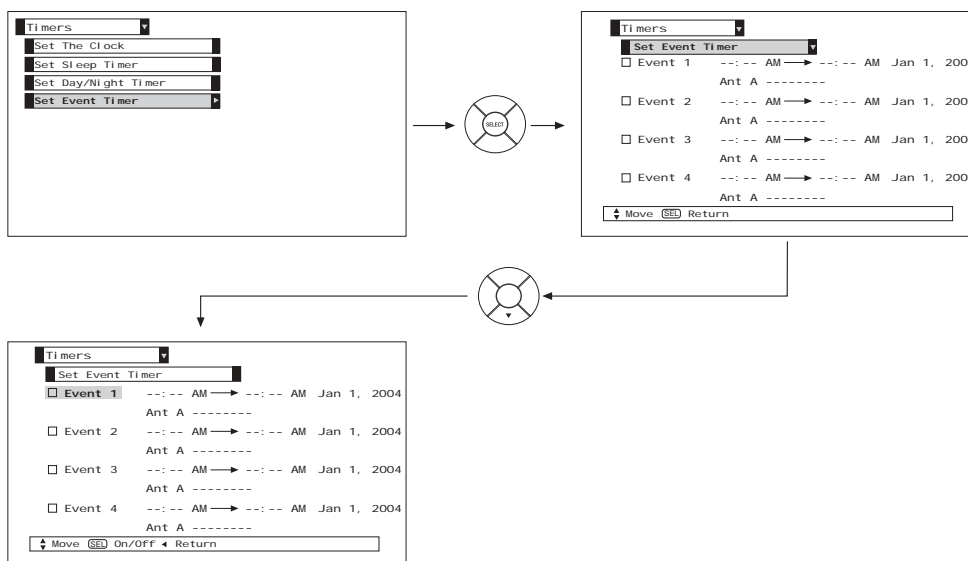 Timers
Set The Clock
Set Sleep Timer
Set Day/Night Timer
Set Event Timer
SELECT
Timers
Set Event Timer
Event 1 --:-- AM --:-- AM Jan 1, 200
Ant A --------
Event 2 --:-- AM --:-- AM Jan 1, 200
Ant A --------
Event 3 --:-- AM --:-- AM Jan 1, 200
Ant A --------
Event 4 --:-- AM --:-- AM Jan 1, 200
Ant A --------
Move SEL Return
Timers
Set Event Timer
Event 1 --:-- AM --:-- AM Jan 1, 2004
Ant A --------
Event 2 --:-- AM --:-- AM Jan 1, 2004
Ant A --------
Event 3 --:-- AM --:-- AM Jan 1, 2004
Ant A --------
Event 4 --:-- AM --:-- AM Jan 1, 2004
Ant A --------
Move SEL On/Off Return